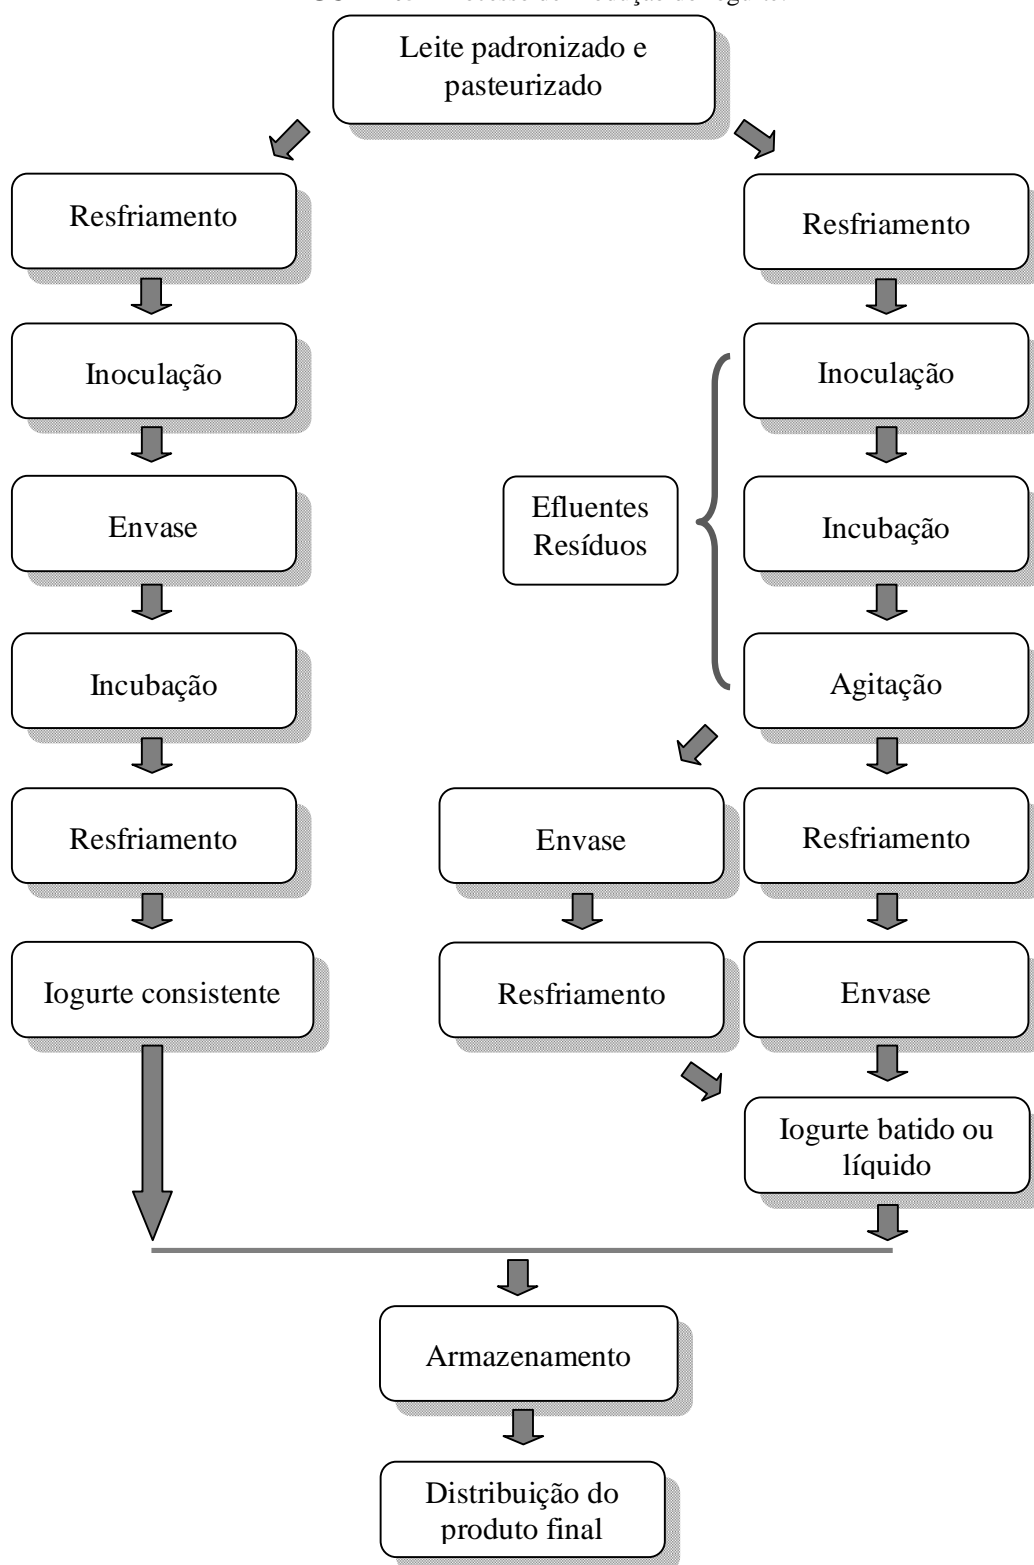 Leite padronizado e
pasteurizado
Resfriamento
Resfriamento
Inoculação
Inoculação
Envase
Efluentes
Resíduos
Incubação
Incubação
Agitação
Resfriamento
Envase
Resfriamento
Iogurte consistente
Resfriamento
Envase
Iogurte batido ou
líquido
Armazenamento
Distribuição do
produto final